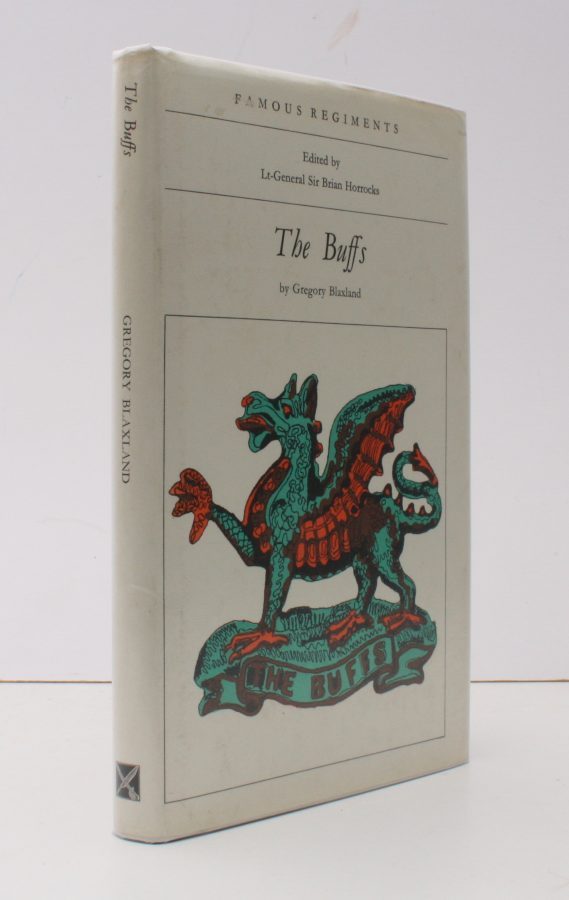 The Buffs
GREGORY BLAXLAND
FAMOUS REGIMENTS
Edited by
Lt-General Sir Brian Horrocks
The Buffs
by Gregory Blaxland
THE BUFFS